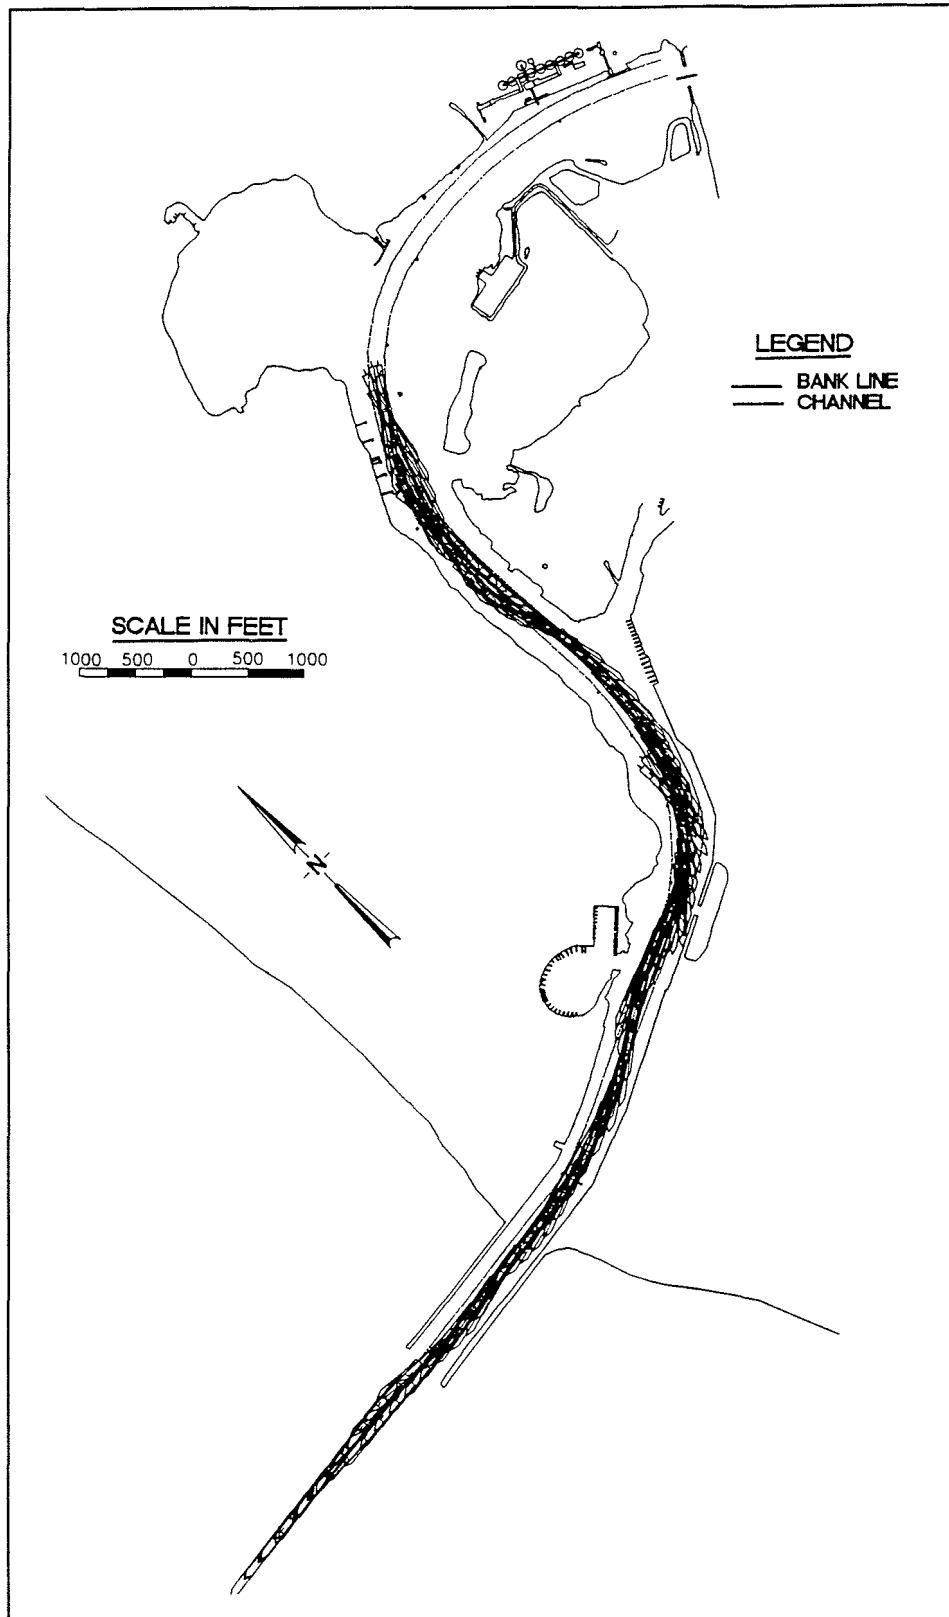 LEGEND
BANK LINE
CHANNEL
SCALE IN FEET
1000 500 0 500 1000
N